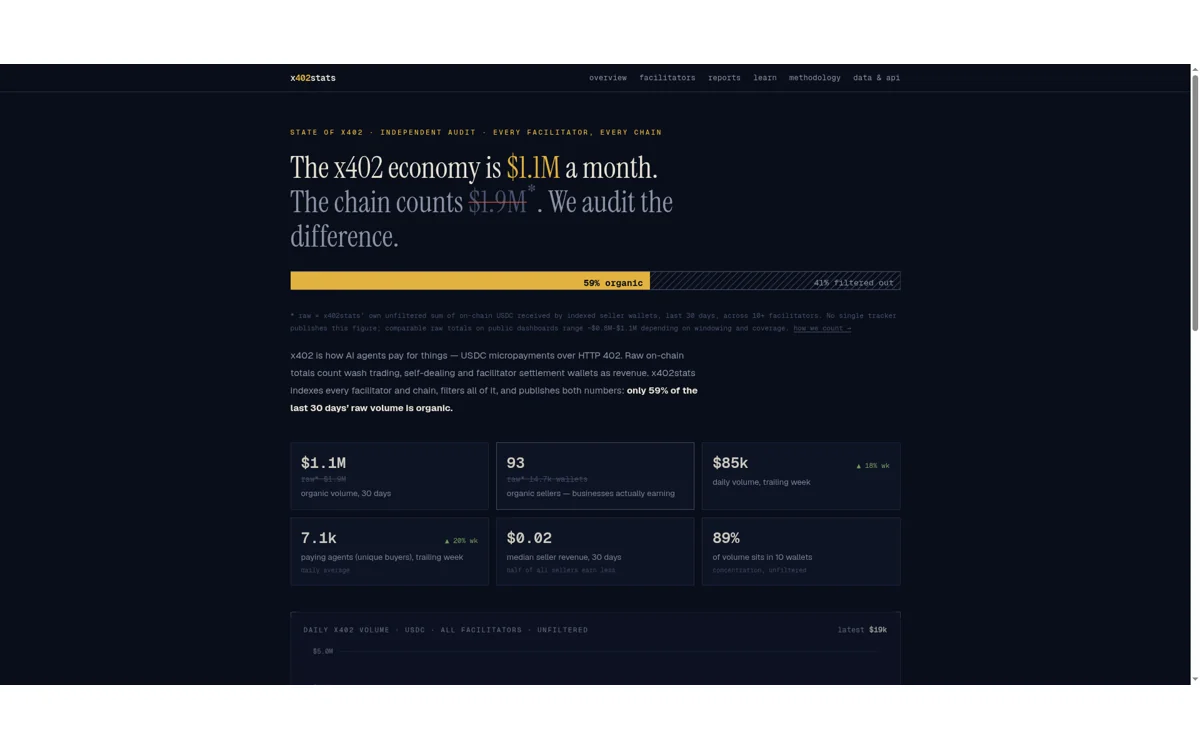 x402stats
overview facilitators reports learn methodology data & api
STATE OF X402 · INDEPENDENT AUDIT · EVERY FACILITATOR, EVERY CHAIN
The x402 economy is $1.1M a month.
The chain counts $1.9M* . We audit the
difference.
59% organic 41% filtered out
* raw = x402stats' own unfiltered sum of on-chain USDC received by indexed seller wallets, last 30 days, across 10+ facilitators. No single tracker
publishes this figure; comparable raw totals on public dashboards range ~$0.6M–$1.1M depending on windowing and coverage. how we count →
x402 is how AI agents pay for things — USDC micropayments over HTTP 402. Raw on-chain
totals count wash trading, self-dealing and facilitator settlement wallets as revenue. x402stats
indexes every facilitator and chain, filters all of it, and publishes both numbers: only 59% of the
last 30 days' raw volume is organic.
$1.1M
raw* $1.9M
organic volume, 30 days
93
raw* 14.7k wallets
organic sellers — businesses actually earning
$85k ▲ 18% wk
daily volume, trailing week
7.1k ▲ 20% wk
paying agents (unique buyers), trailing week
daily average
$0.02
median seller revenue, 30 days
half of all sellers earn less
89%
of volume sits in 10 wallets
concentration, unfiltered
DAILY X402 VOLUME · USDC · ALL FACILITATORS · UNFILTERED latest $19k